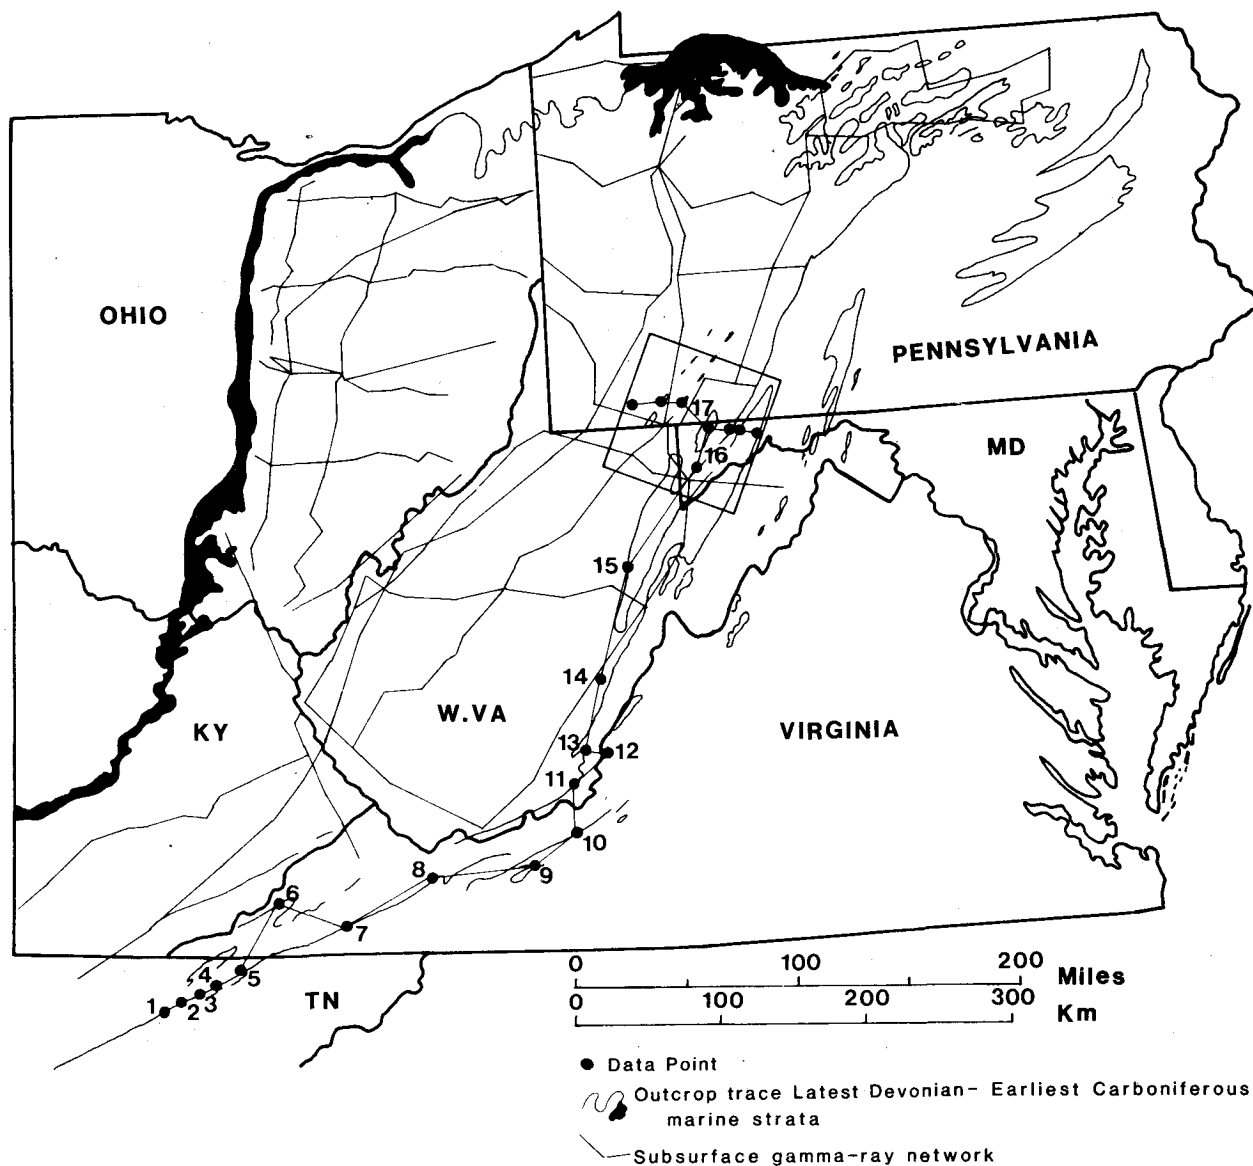 OHIO
PENNSYLVANIA
MD
17
16
15
14
W.VA
KY
VIRGINIA
13
12
11
10
8
9
6
7
4
5
1
2
3
TN
0
100
200
Miles
0
100
200
300
Km
Data Point
Outcrop trace Latest Devonian- Earliest Carboniferous
marine strata
Subsurface gamma-ray network